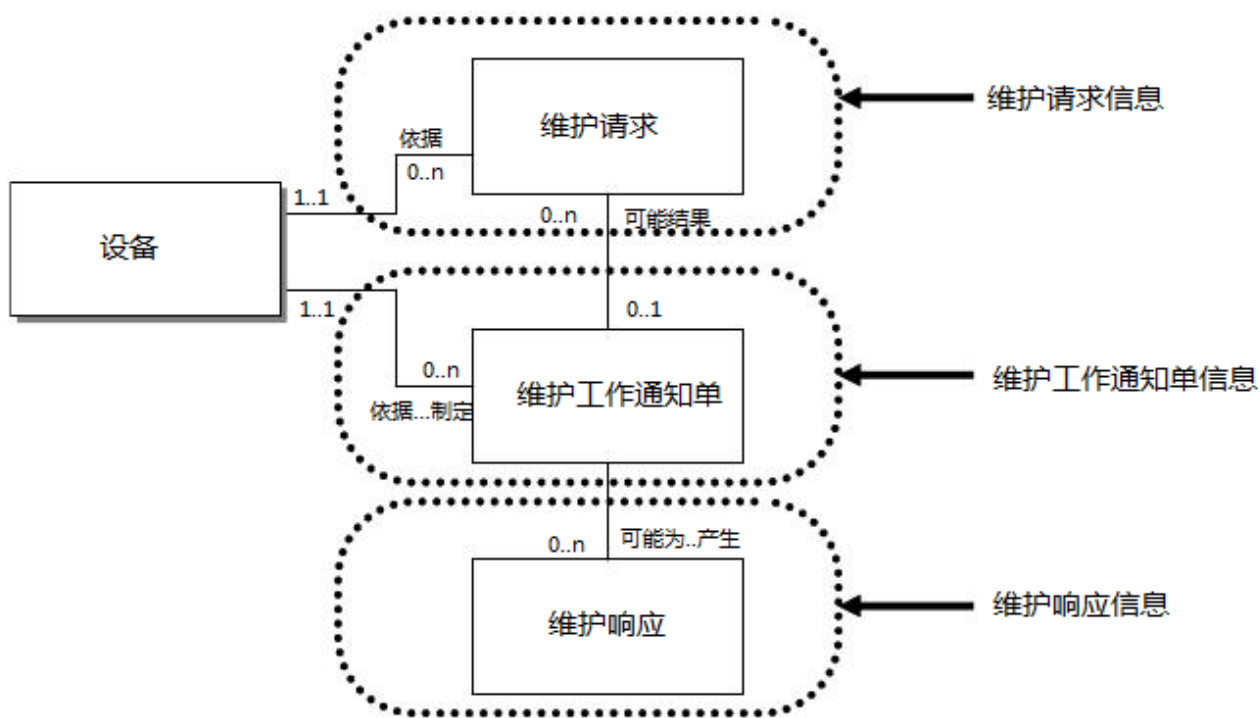 维护请求
维护请求信息
依据
0..n
1..1
设备
0..n
可能结果
1..1
0..1
0..n
依据...制定
维护工作通知单
维护工作通知单信息
0..n
可能为..产生
维护响应
维护响应信息